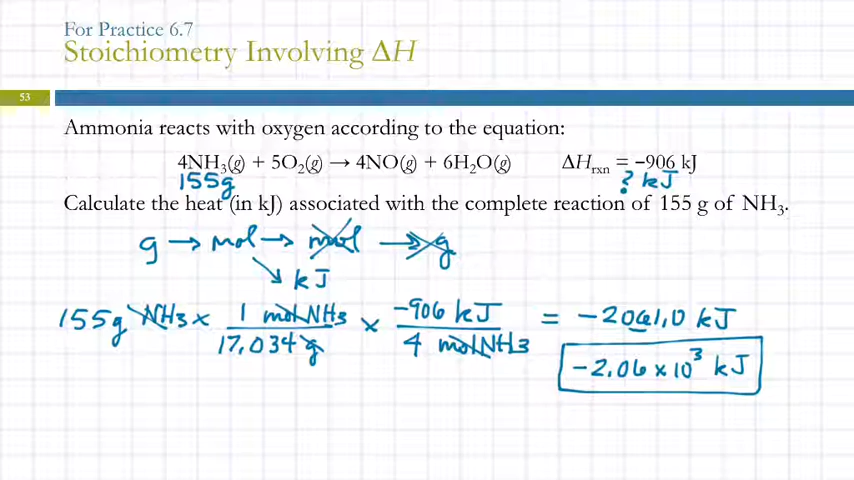 For Practice 6.7
Stoichiometry Involving ΔH
53
Ammonia reacts with oxygen according to the equation:
4NH₃(g) + 5O₂(g) → 4NO(g) + 6H₂O(g) ΔHrxn = −906 kJ
155g ? kJ
Calculate the heat (in kJ) associated with the complete reaction of 155 g of NH₃.
g → mol → mol → g
↘ kJ
155g NH₃ × 1 mol NH₃ / 17.034 g × −906 kJ / 4 mol NH₃ = −2061.0 kJ
−2.06 × 10³ kJ